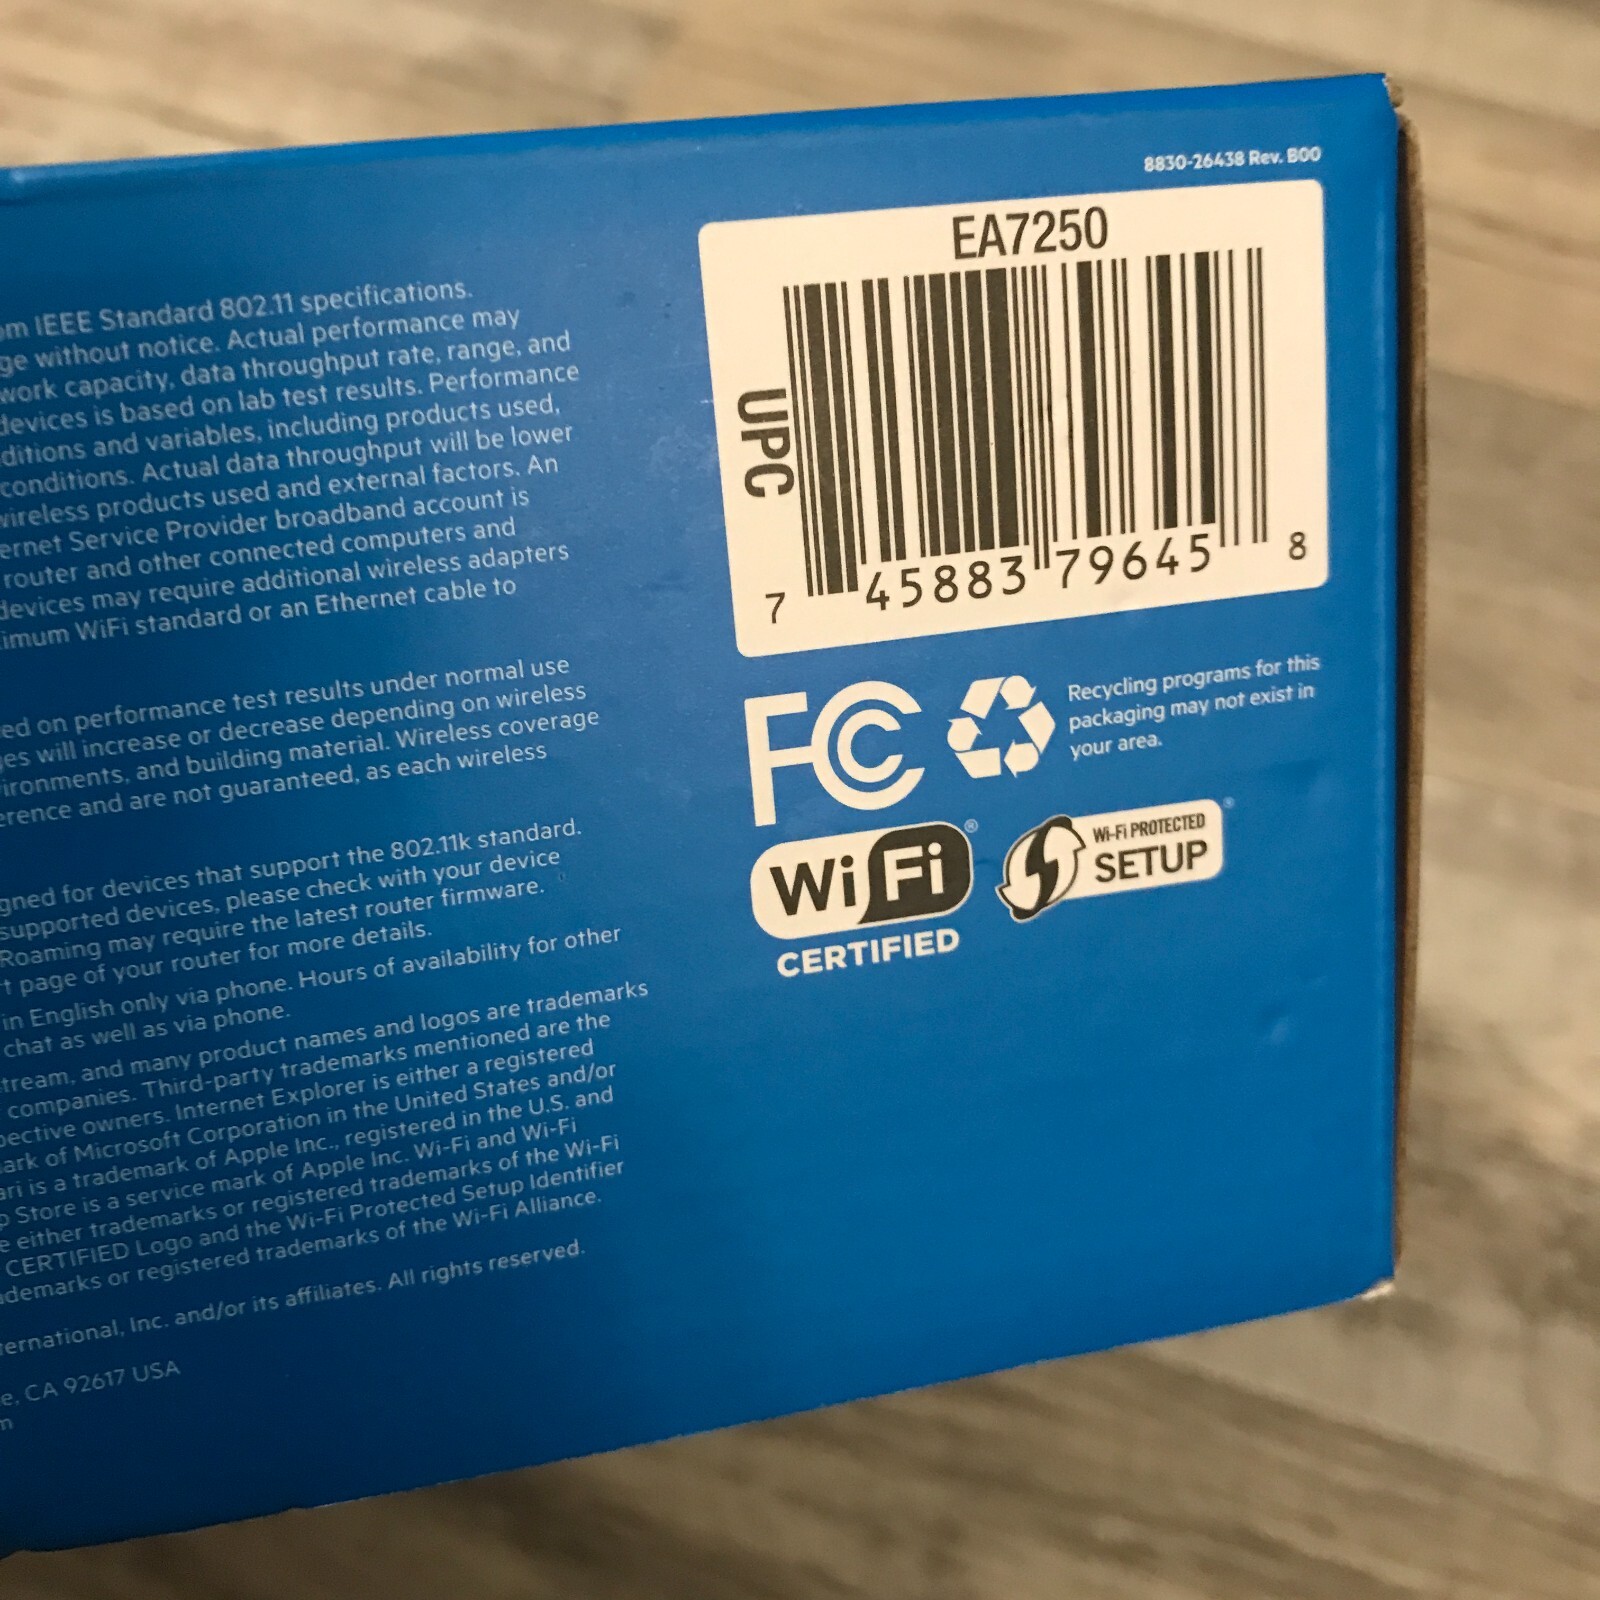 8830-26438 Rev. B00
EA7250
UPC
7 45883 79645 8
om IEEE Standard 802.11 specifications.
ge without notice. Actual performance may
work capacity, data throughput rate, range, and
devices is based on lab test results. Performance
ditions and variables, including products used,
conditions. Actual data throughput will be lower
wireless products used and external factors. An
ernet Service Provider broadband account is
router and other connected computers and
devices may require additional wireless adapters
imum WiFi standard or an Ethernet cable to
ed on performance test results under normal use
es will increase or decrease depending on wireless
ironments, and building material. Wireless coverage
erence and are not guaranteed, as each wireless
gned for devices that support the 802.11k standard.
supported devices, please check with your device
Roaming may require the latest router firmware.
t page of your router for more details.
in English only via phone. Hours of availability for other
chat as well as via phone.
tream, and many product names and logos are trademarks
companies. Third-party trademarks mentioned are the
pective owners. Internet Explorer is either a registered
ark of Microsoft Corporation in the United States and/or
ari is a trademark of Apple Inc., registered in the U.S. and
p Store is a service mark of Apple Inc. Wi-Fi and Wi-Fi
e either trademarks or registered trademarks of the Wi-Fi
CERTIFIED Logo and the Wi-Fi Protected Setup Identifier
ademarks or registered trademarks of the Wi-Fi Alliance.
ternational, Inc. and/or its affiliates. All rights reserved.
e, CA 92617 USA
m
FC
Recycling programs for this
packaging may not exist in
your area.
Wi Fi ®
CERTIFIED
Wi-Fi PROTECTED
SETUP